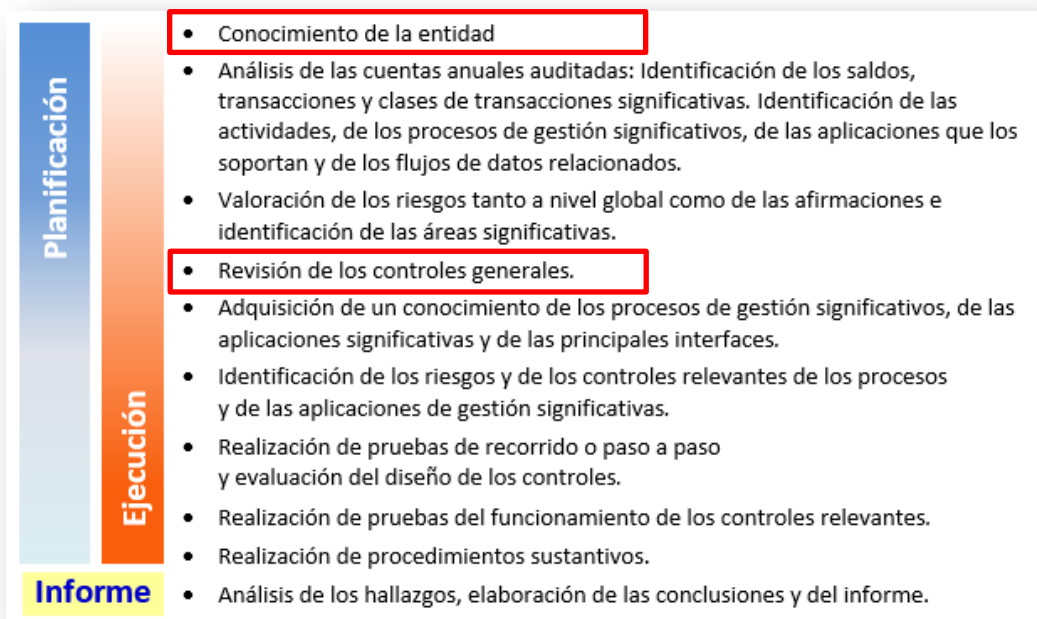 Planificación
Ejecución
• Conocimiento de la entidad
• Análisis de las cuentas anuales auditadas: Identificación de los saldos,
transacciones y clases de transacciones significativas. Identificación de las
actividades, de los procesos de gestión significativos, de las aplicaciones que los
soportan y de los flujos de datos relacionados.
• Valoración de los riesgos tanto a nivel global como de las afirmaciones e
identificación de las áreas significativas.
• Revisión de los controles generales.
• Adquisición de un conocimiento de los procesos de gestión significativos, de las
aplicaciones significativas y de las principales interfaces.
• Identificación de los riesgos y de los controles relevantes de los procesos
y de las aplicaciones de gestión significativas.
• Realización de pruebas de recorrido o paso a paso
y evaluación del diseño de los controles.
• Realización de pruebas del funcionamiento de los controles relevantes.
• Realización de procedimientos sustantivos.
Informe
• Análisis de los hallazgos, elaboración de las conclusiones y del informe.